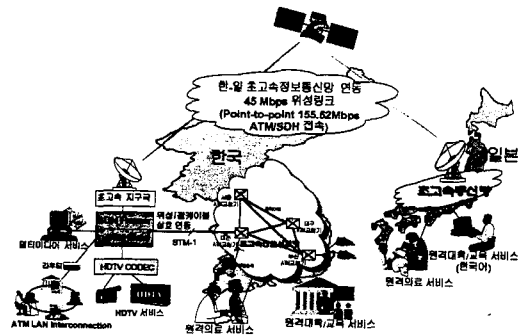 한-일 초고속정보통신망 연동
45 Mbps 위성링크
(Point-to-point 155.52Mbps
ATM/SDH 접속)
한국
일본
초고속 지구국
초고속통신망
위성/광케이블
상호 연동
STM-1
멀티미디어 서비스
라우터
HDTV CODEC
HDTV 서비스
ATM LAN Interconnection
원격의료 서비스
원격대학/교육 서비스
원격대학/교육 서비스
(한국어)
원격의료 서비스